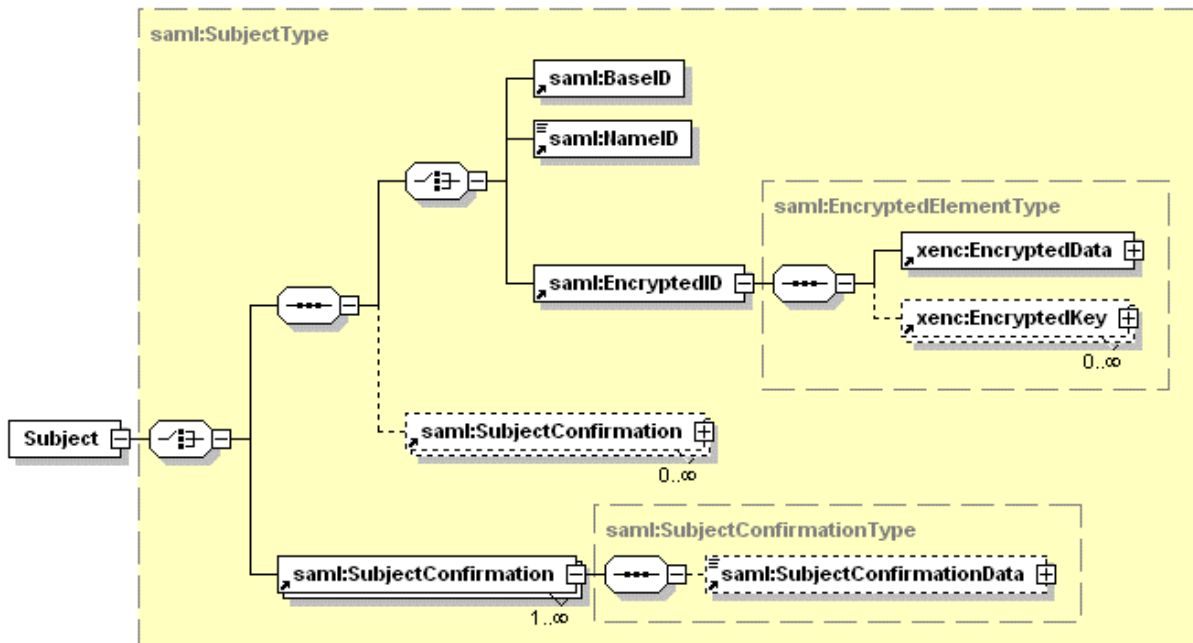 saml:SubjectType
saml:BaseID
saml:NameID
saml:EncryptedElementType
xenc:EncryptedData
saml:EncryptedID
xenc:EncryptedKey
0..∞
saml:SubjectConfirmation
Subject
0..∞
saml:SubjectConfirmationType
saml:SubjectConfirmation
saml:SubjectConfirmationData
1..∞